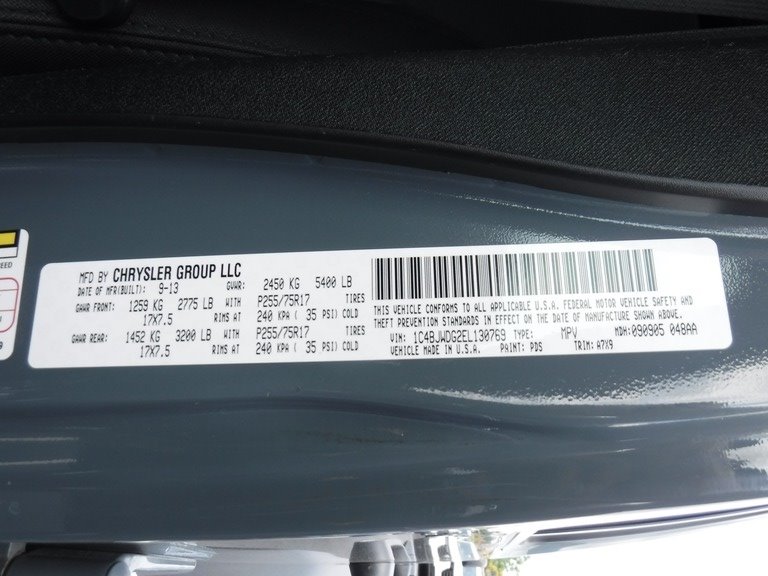 EED
9
MFD BY CHRYSLER GROUP LLC
DATE OF MFR(BUILT): 9-13 GVWR: 2450 KG 5400 LB
GAWR FRONT: 1259 KG 2775 LB WITH P255/75R17 TIRES
17X7.5 RIMS AT 240 KPA ( 35 PSI) COLD
GAWR REAR: 1452 KG 3200 LB WITH P255/75R17 TIRES
17X7.5 RIMS AT 240 KPA ( 35 PSI) COLD
THIS VEHICLE CONFORMS TO ALL APPLICABLE U.S.A. FEDERAL MOTOR VEHICLE SAFETY AND
THEFT PREVENTION STANDARDS IN EFFECT ON THE DATE OF MANUFACTURE SHOWN ABOVE.
VIN: 1C4BJWDG2EL130769 TYPE: MPV MDH:090905 048AA
VEHICLE MADE IN U.S.A. PAINT: PDS TRIM: A7X9